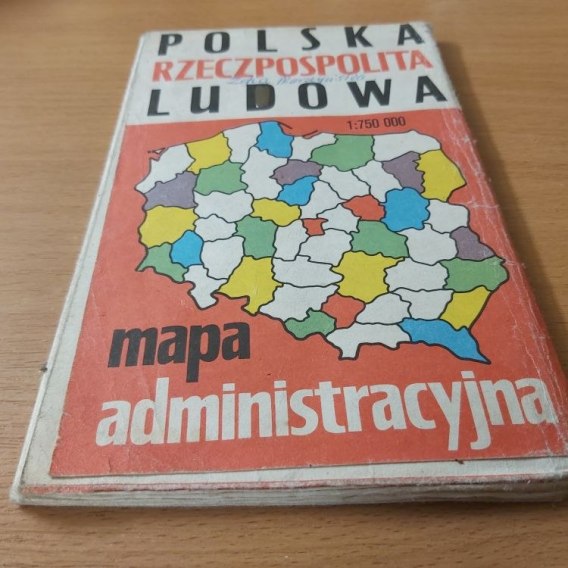 POLSKA
RZECZPOSPOLITA
LUDOWA
1:750 000
mapa
administracyjna